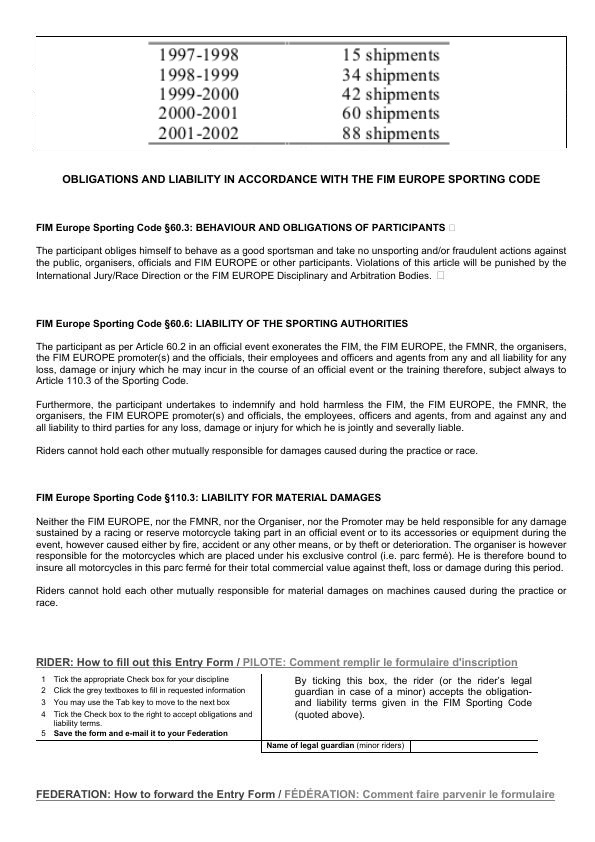 1997-1998 15 shipments
1998-1999 34 shipments
1999-2000 42 shipments
2000-2001 60 shipments
2001-2002 88 shipments
OBLIGATIONS AND LIABILITY IN ACCORDANCE WITH THE FIM EUROPE SPORTING CODE
FIM Europe Sporting Code §60.3: BEHAVIOUR AND OBLIGATIONS OF PARTICIPANTS □
The participant obliges himself to behave as a good sportsman and take no unsporting and/or fraudulent actions against
the public, organisers, officials and FIM EUROPE or other participants. Violations of this article will be punished by the
International Jury/Race Direction or the FIM EUROPE Disciplinary and Arbitration Bodies. □
FIM Europe Sporting Code §60.6: LIABILITY OF THE SPORTING AUTHORITIES
The participant as per Article 60.2 in an official event exonerates the FIM, the FIM EUROPE, the FMNR, the organisers,
the FIM EUROPE promoter(s) and the officials, their employees and officers and agents from any and all liability for any
loss, damage or injury which he may incur in the course of an official event or the training therefore, subject always to
Article 110.3 of the Sporting Code.
Furthermore, the participant undertakes to indemnify and hold harmless the FIM, the FIM EUROPE, the FMNR, the
organisers, the FIM EUROPE promoter(s) and officials, the employees, officers and agents, from and against any and
all liability to third parties for any loss, damage or injury for which he is jointly and severally liable.
Riders cannot hold each other mutually responsible for damages caused during the practice or race.
FIM Europe Sporting Code §110.3: LIABILITY FOR MATERIAL DAMAGES
Neither the FIM EUROPE, nor the FMNR, nor the Organiser, nor the Promoter may be held responsible for any damage
sustained by a racing or reserve motorcycle taking part in an official event or to its accessories or equipment during the
event, however caused either by fire, accident or any other means, or by theft or deterioration. The organiser is however
responsible for the motorcycles which are placed under his exclusive control (i.e. parc fermé). He is therefore bound to
insure all motorcycles in this parc fermé for their total commercial value against theft, loss or damage during this period.
Riders cannot hold each other mutually responsible for material damages on machines caused during the practice or
race.
RIDER: How to fill out this Entry Form / PILOTE: Comment remplir le formulaire d'inscription
1 Tick the appropriate Check box for your discipline
2 Click the grey textboxes to fill in requested information
3 You may use the Tab key to move to the next box
4 Tick the Check box to the right to accept obligations and
liability terms.
5 Save the form and e-mail it to your Federation
By ticking this box, the rider (or the rider's legal
guardian in case of a minor) accepts the obligation-
and liability terms given in the FIM Sporting Code
(quoted above).
Name of legal guardian (minor riders)
FEDERATION: How to forward the Entry Form / FÉDÉRATION: Comment faire parvenir le formulaire